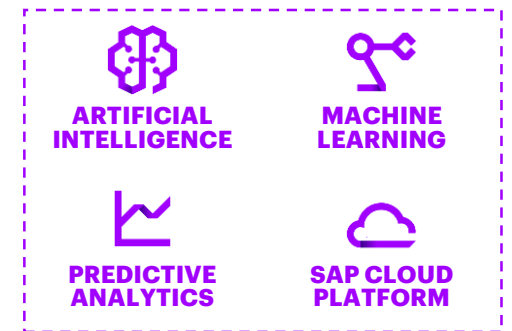 ARTIFICIAL
INTELLIGENCE
MACHINE
LEARNING
PREDICTIVE
ANALYTICS
SAP CLOUD
PLATFORM